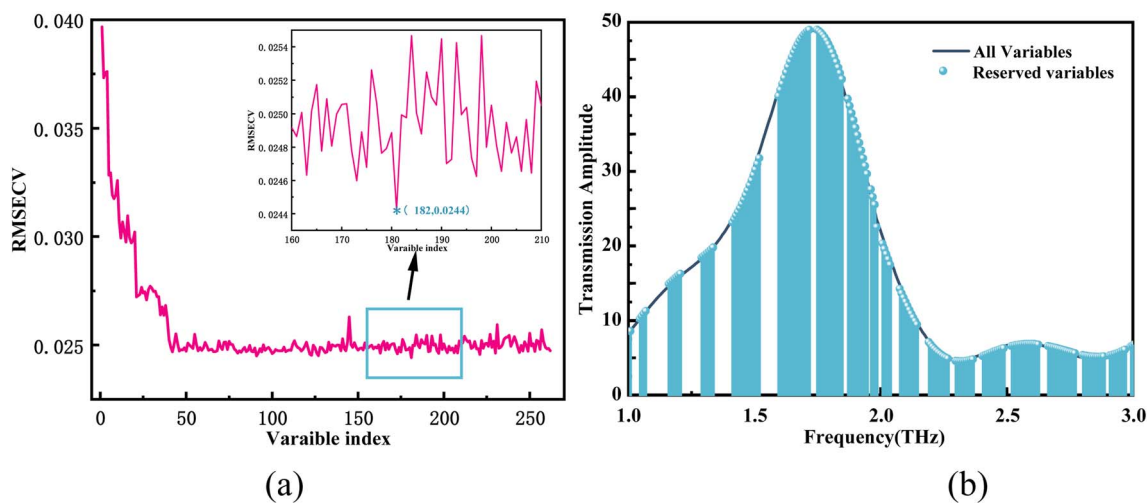 0.040
0.035
0.030
0.025
RMSECV
0 50 100 150 200 250
Varaible index
0.0254
0.0252
0.0250
0.0248
0.0246
0.0244
RMSECV
*( 182,0.0244)
160 170 180 190 200 210
Varaible index
(a)
50
40
30
20
10
0
Transmission Amplitude
All Variables
Reserved variables
1.0 1.5 2.0 2.5 3.0
Frequency(THz)
(b)